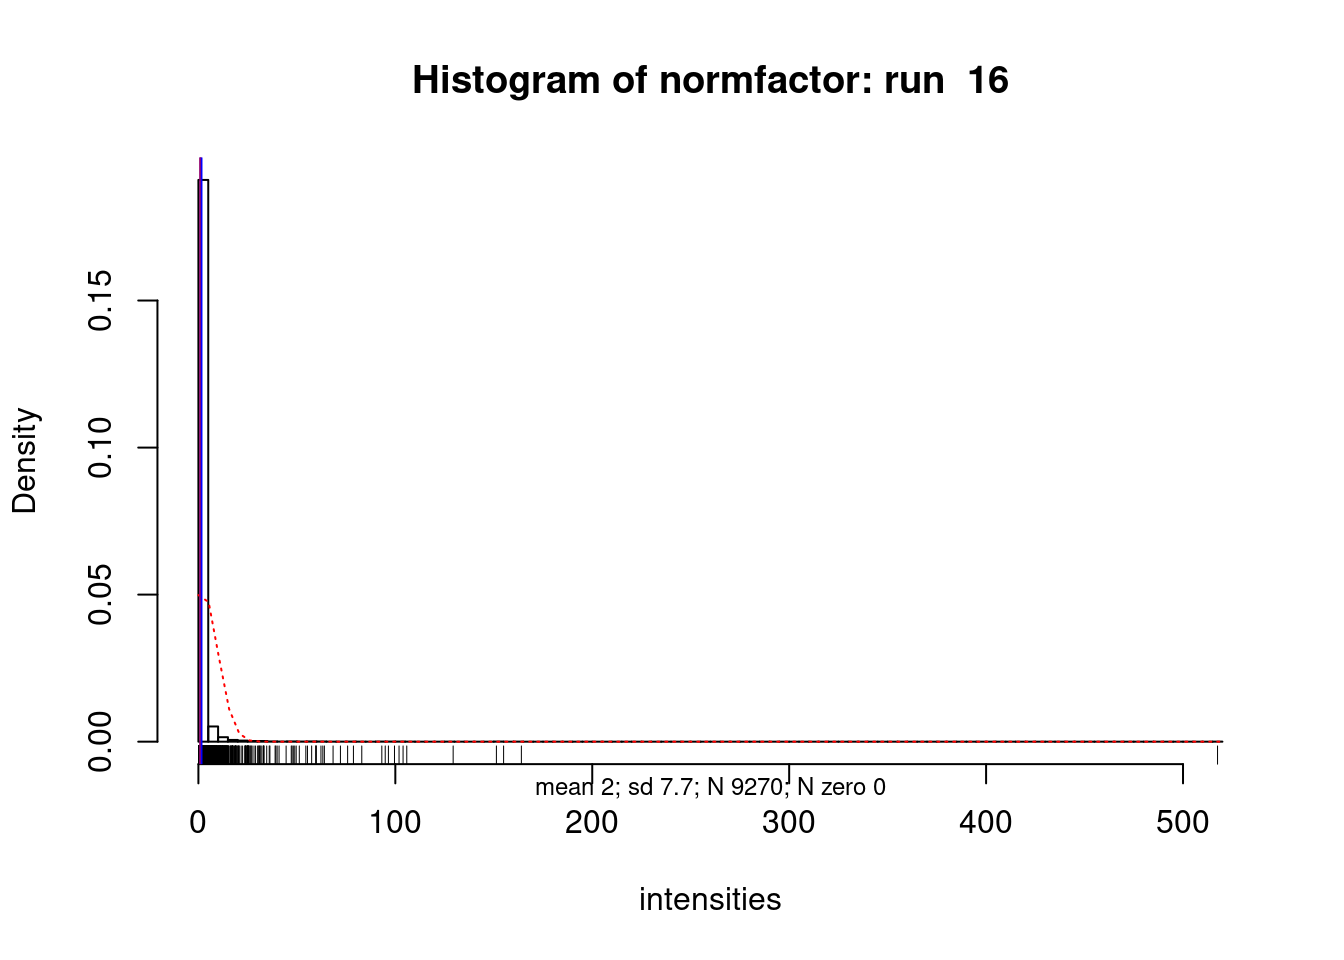 Histogram of normfactor: run  16
Density
0.15
0.10
0.05
0.00
mean 2; sd 7.7; N 9270; N zero 0
0 100 200 300 400 500
intensities